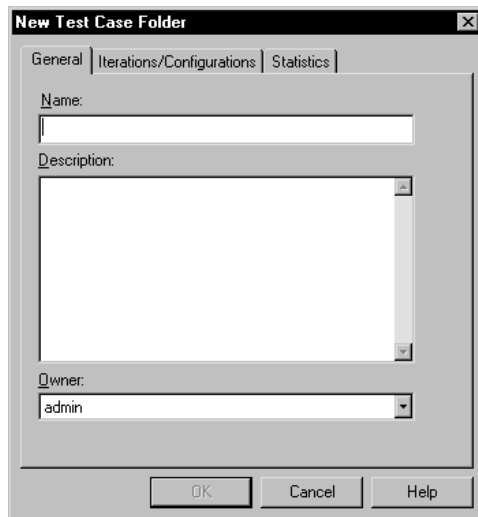 New Test Case Folder
General Iterations/Configurations Statistics
Name:
Description:
Owner:
admin
OK Cancel Help